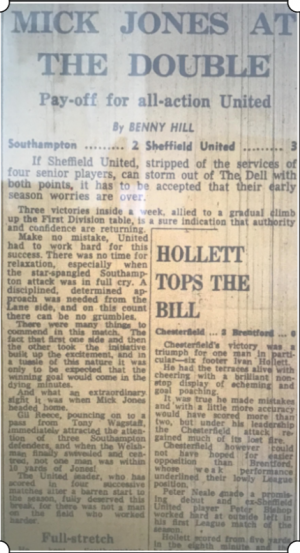 MICK JONES AT
THE DOUBLE
Pay-off for all-action United
By BENNY HILL
Southampton ......... 2 Sheffield United ......... 3
If Sheffield United, stripped of the services of
four senior players, can storm out of The Dell with
both points, it has to be accepted that their early
season worries are over.
Three victories inside a week, allied to a gradual climb
up the First Division table, is a sure indication that authority
and confidence are returning.
Make no mistake, United
had to work hard for this
success. There was no time for
relaxation, especially when
the star-spangled Southamp-
ton attack was in full cry. A
disciplined, determined ap-
proach was needed from the
Lane side, and on this count
there can be no grumbles.
There were many things to
commend in this match. The
fact that first one side and then
the other took the initiative
built up the excitement, and in
a tussle of this nature it was
only to be expected that the
winning goal would come in the
dying minutes.
And what an extraordinary
sight it was when Mick Jones
headed home.
Gil Reece, pouncing on to a
pass from Tony Wagstaff,
immediately attracted the atten-
tion of three Southampton
defenders, and when the Welsh-
man finally swerved and cen-
tred, not one man was within
10 yards of Jones!
The United leader, who has
scored in four successive
matches after a barren start to
the season, fully deserved this
break, for there was not a man
on the field who worked
harder.
Full-stretch
HOLLETT
TOPS THE
BILL
Chesterfield ... Brentford ...
Chesterfield's victory was a
triumph for one man in parti-
cular—six footer Ivan Hollett.
He had the terraces alive with
cheering with a brilliant non-
stop display of scheming and
goal poaching.
It was true he made mistakes
and with a little more accuracy
would have scored more than
two, but under his leadership
the Chesterfield attack re-
gained much of its lost fire.
Chesterfield however could
not have hoped for easier
opposition than Brentford,
whose weak performance
underlined their lowly League
position.
Peter Neale made a promis-
ing debut and
United player Peter Bishop
worked hard at outside left in
his first League match of the
season.
Hollett scored from five yards
in the eighth minute